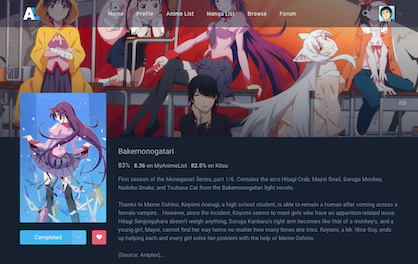 Home Profile Anime List Manga List Browse Forum
Bakemonogatari
83% · 8.36 on MyAnimeList · 82.5% on Kitsu
First season of the Monogatari Series, part 1/6. Contains the arcs Hitagi Crab, Mayoi Snail, Suruga Monkey,
Nadeko Snake, and Tsubasa Cat from the Bakemonogatari light novels.
Thanks to Meme Oshino, Koyomi Araragi, a high school student, is able to remain a human after coming across a
female vampire... However, since the incident, Koyomi seems to meet girls who have an apparition-related issue.
Hitagi Senjyogahara doesn't weigh anything, Suruga Kanbaru's right arm becomes like that of a monkey's, and a
young girl, Mayoi, cannot find her way home no matter how many times she tries. Koyomi, a Mr. Nice Guy, ends
up helping each and every girl solve her problem with the help of Meme Oshino.
(Source: Aniplex)...
Completed